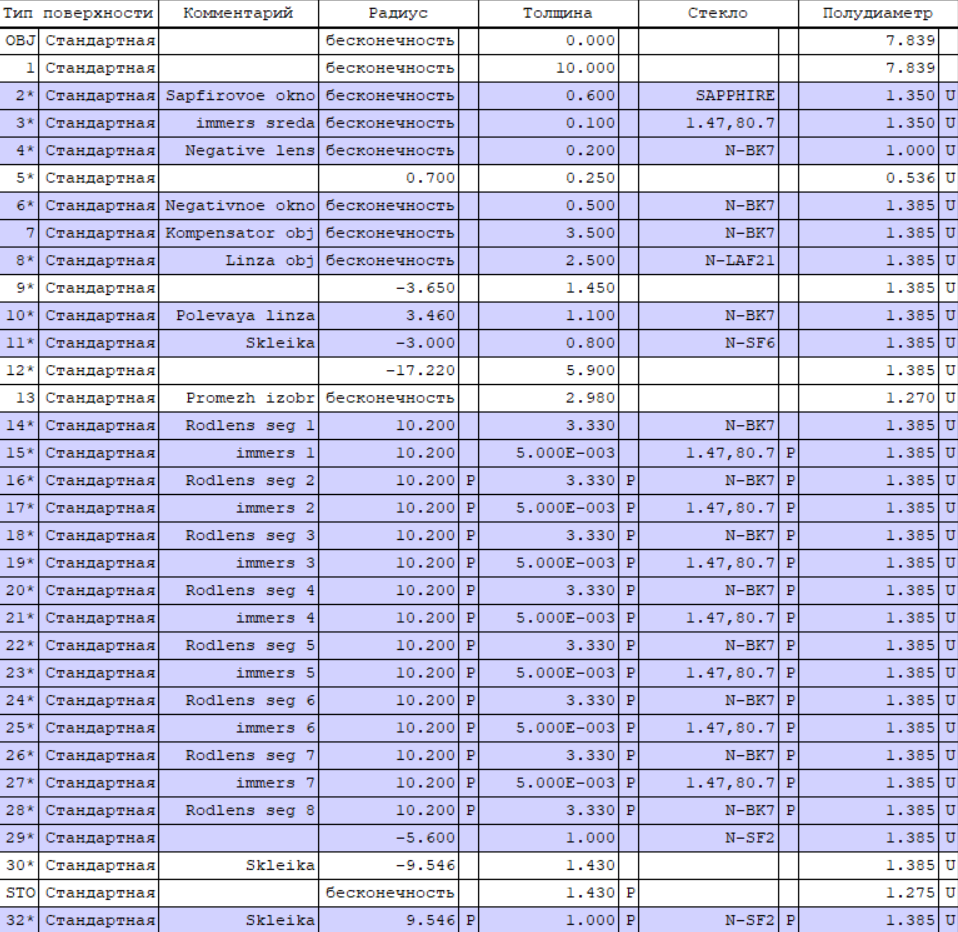 Тип поверхности Комментарий Радиус Толщина Стекло Полудиаметр
OBJ Стандартная бесконечность 0.000 7.839
1 Стандартная бесконечность 10.000 7.839
2* Стандартная Sapfirovoe okno бесконечность 0.600 SAPPHIRE 1.350 U
3* Стандартная immers sreda бесконечность 0.100 1.47,80.7 1.350 U
4* Стандартная Negative lens бесконечность 0.200 N-BK7 1.000 U
5* Стандартная 0.700 0.250 0.536 U
6* Стандартная Negativnoe okno бесконечность 0.500 N-BK7 1.385 U
7 Стандартная Kompensator obj бесконечность 3.500 N-BK7 1.385 U
8* Стандартная Linza obj бесконечность 2.500 N-LAF21 1.385 U
9* Стандартная -3.650 1.450 1.385 U
10* Стандартная Polevaya linza 3.460 1.100 N-BK7 1.385 U
11* Стандартная Skleika -3.000 0.800 N-SF6 1.385 U
12* Стандартная -17.220 5.900 1.385 U
13 Стандартная Promezh izobr бесконечность 2.980 1.270 U
14* Стандартная Rodlens seg 1 10.200 3.330 N-BK7 1.385 U
15* Стандартная immers 1 10.200 5.000E-003 1.47,80.7 P 1.385 U
16* Стандартная Rodlens seg 2 10.200 P 3.330 P N-BK7 P 1.385 U
17* Стандартная immers 2 10.200 P 5.000E-003 P 1.47,80.7 P 1.385 U
18* Стандартная Rodlens seg 3 10.200 P 3.330 P N-BK7 P 1.385 U
19* Стандартная immers 3 10.200 P 5.000E-003 P 1.47,80.7 P 1.385 U
20* Стандартная Rodlens seg 4 10.200 P 3.330 P N-BK7 P 1.385 U
21* Стандартная immers 4 10.200 P 5.000E-003 P 1.47,80.7 P 1.385 U
22* Стандартная Rodlens seg 5 10.200 P 3.330 P N-BK7 P 1.385 U
23* Стандартная immers 5 10.200 P 5.000E-003 P 1.47,80.7 P 1.385 U
24* Стандартная Rodlens seg 6 10.200 P 3.330 P N-BK7 P 1.385 U
25* Стандартная immers 6 10.200 P 5.000E-003 P 1.47,80.7 P 1.385 U
26* Стандартная Rodlens seg 7 10.200 P 3.330 P N-BK7 P 1.385 U
27* Стандартная immers 7 10.200 P 5.000E-003 P 1.47,80.7 P 1.385 U
28* Стандартная Rodlens seg 8 10.200 P 3.330 P N-BK7 P 1.385 U
29* Стандартная -5.600 1.000 N-SF2 1.385 U
30* Стандартная Skleika -9.546 1.430 1.385 U
STO Стандартная бесконечность 1.430 P 1.275 U
32* Стандартная Skleika 9.546 P 1.000 P N-SF2 P 1.385 U